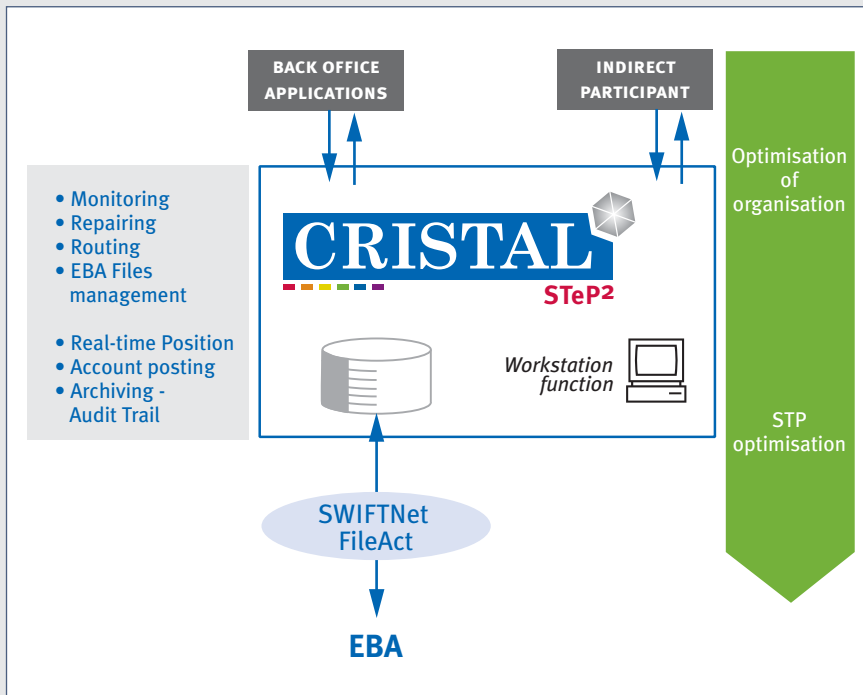 BACK OFFICE
APPLICATIONS
INDIRECT
PARTICIPANT
• Monitoring
• Repairing
• Routing
• EBA Files
management
• Real-time Position
• Account posting
• Archiving -
Audit Trail
CRISTAL
STeP2
Workstation
function
Optimisation
of
organisation
STP
optimisation
SWIFTNet
FileAct
EBA